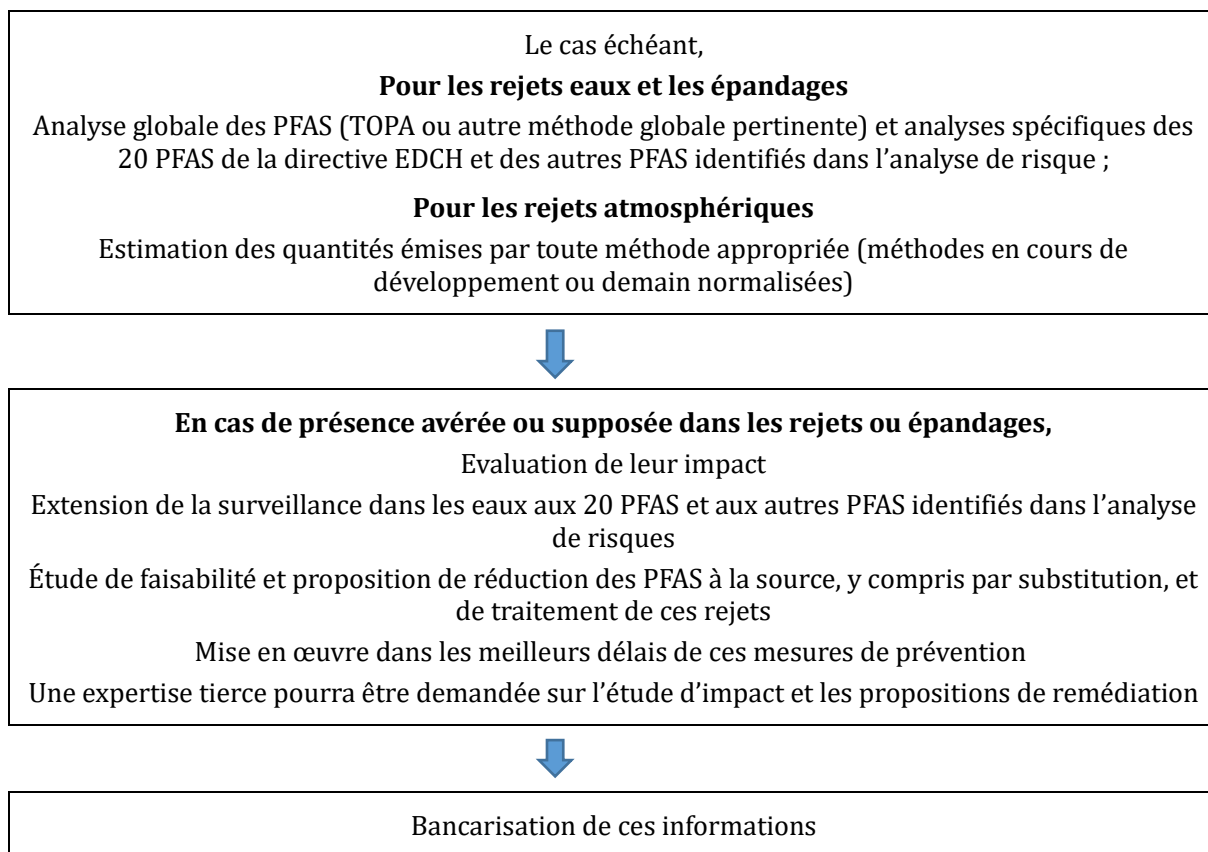 Le cas échéant,
Pour les rejets eaux et les épandages
Analyse globale des PFAS (TOPA ou autre méthode globale pertinente) et analyses spécifiques des
20 PFAS de la directive EDCH et des autres PFAS identifiés dans l’analyse de risque ;
Pour les rejets atmosphériques
Estimation des quantités émises par toute méthode appropriée (méthodes en cours de
développement ou demain normalisées)
En cas de présence avérée ou supposée dans les rejets ou épandages,
Evaluation de leur impact
Extension de la surveillance dans les eaux aux 20 PFAS et aux autres PFAS identifiés dans l’analyse
de risques
Étude de faisabilité et proposition de réduction des PFAS à la source, y compris par substitution, et
de traitement de ces rejets
Mise en œuvre dans les meilleurs délais de ces mesures de prévention
Une expertise tierce pourra être demandée sur l’étude d’impact et les propositions de remédiation
Bancarisation de ces informations